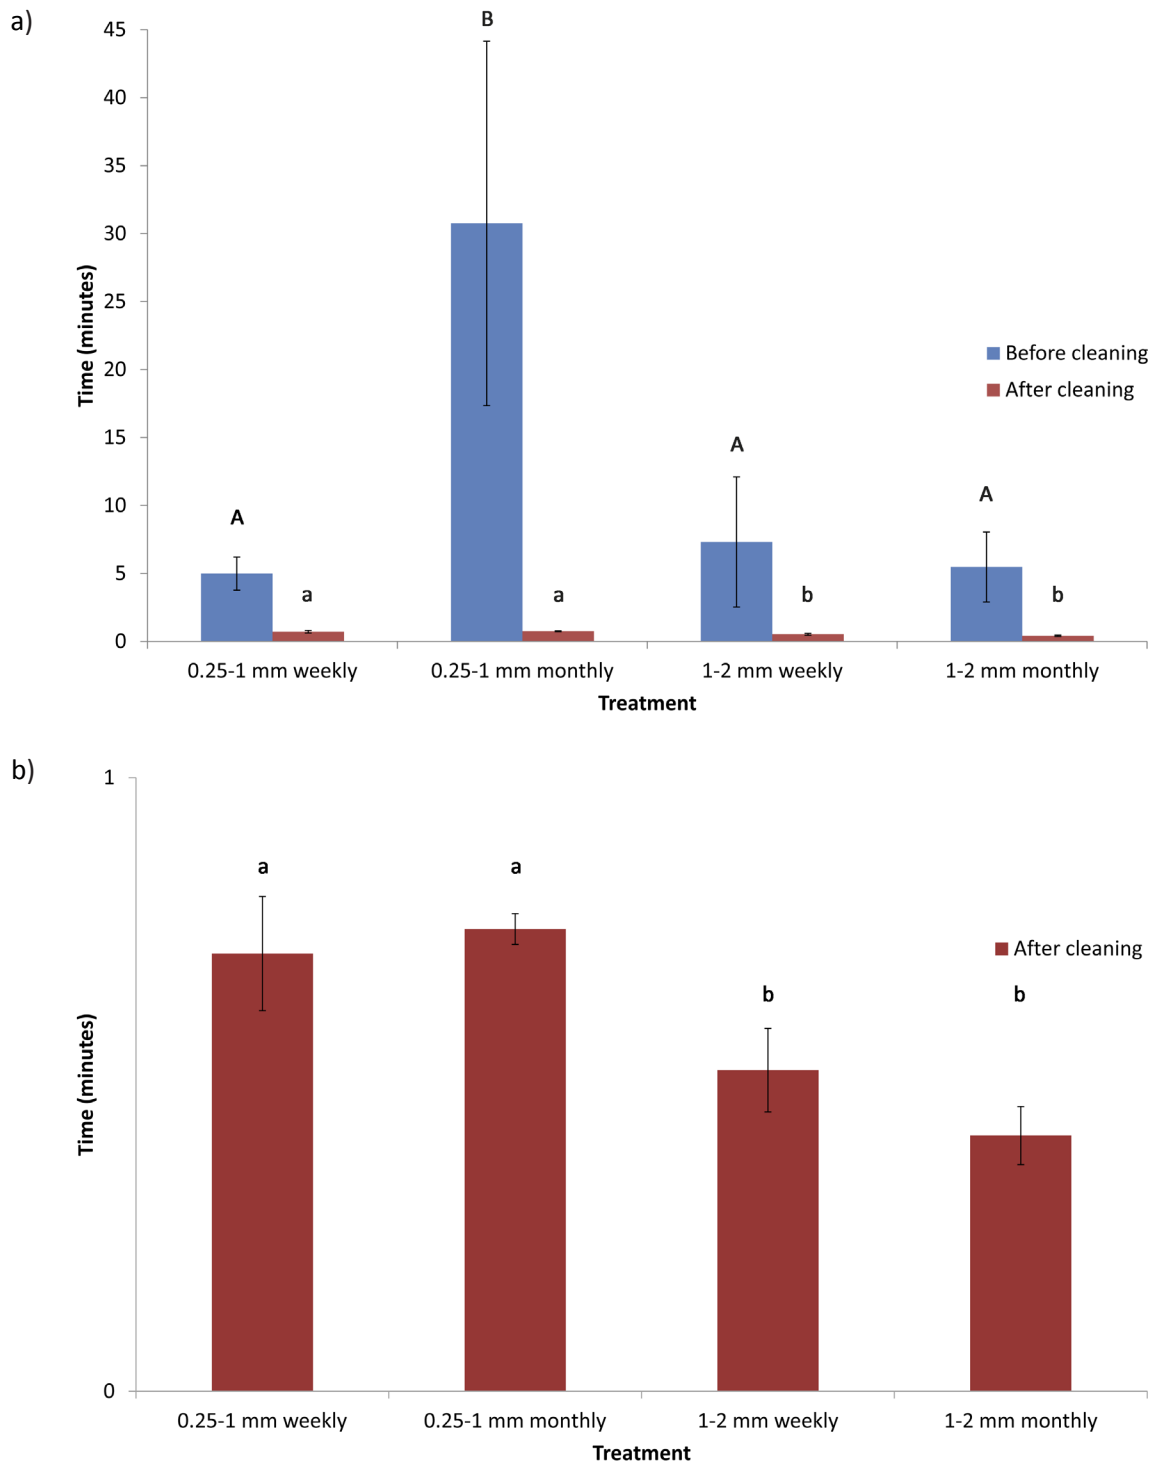 a)
45
40
35
30
25
20
15
10
5
0
Time (minutes)
B
A
A
A
a
a
b
b
Before cleaning
After cleaning
0.25-1 mm weekly
0.25-1 mm monthly
1-2 mm weekly
1-2 mm monthly
Treatment
b)
1
0
Time (minutes)
a
a
b
b
After cleaning
0.25-1 mm weekly
0.25-1 mm monthly
1-2 mm weekly
1-2 mm monthly
Treatment